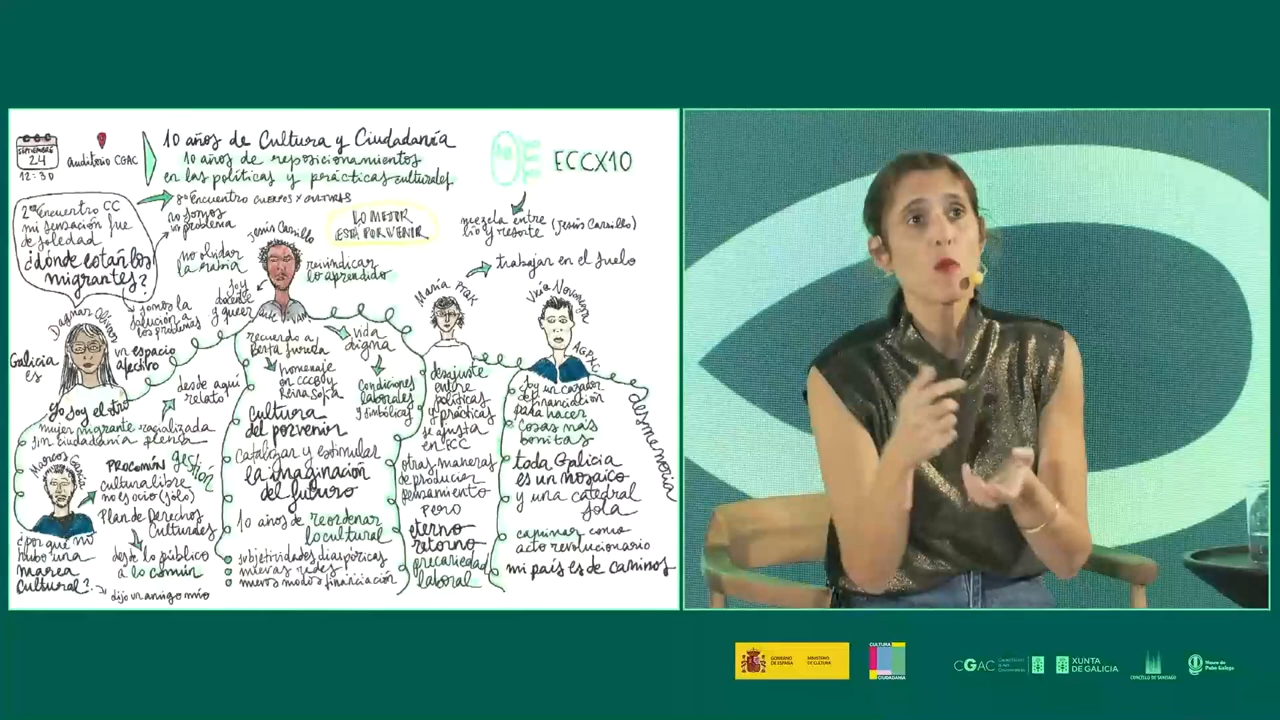 SEPTIEMBRE
24
12:30
auditorio CGAC
10 años de Cultura y Ciudadanía
10 años de reposicionamientos
en las políticas y prácticas culturales
ECCX10
8º Encuentro CUERPOS X CULTURAS
2º Encuentro CC
mi sensación fue
de soledad
¿dónde están los
migrantes?
no somos
un problema
somos la
solución a
los problemas
Jesús Carrillo
no olvidar
la rabia
soy
docente
y queer
LO MEJOR
ESTÁ POR VENIR
reivindicar
lo aprendido
mezcla entre
lío y resorte (Jesús Carrillo)
trabajar en el suelo
María Ptqk
Uxía Novoneyra
AGPXC
Galicia
es
un espacio
afectivo
Yo soy el otro
mujer migrante racializada
sin ciudadanía plena
desde aquí
relato
Marcos García
PROCOMÚN
gestión
cultura libre
no es ocio (solo)
Plan de Derechos
Culturales
desde lo público
a lo común
¿por qué no
hubo una
marea
cultural?
dijo un amigo mío
recuerdo a
homenaje
en CCCB y
Reina Sofía
vida
digna
Condiciones
laborales
y simbólicas
cultura
del porvenir
catalizar y estimular
la imaginación
del futuro
10 años de reordenar
lo cultural
subjetividades diaspóricas
nuevas redes
nuevos modos financiación
desajuste
entre
políticas
y prácticas
se ajusta
en ECC
otras maneras
de producir
pensamiento
pero
eterno
retorno
precariedad
laboral
soy un cazador
de financiación
para hacer
cosas más
bonitas
toda Galicia
es un mosaico
y una catedral
sola
caminar como
acto revolucionario
mi país es de caminos
desmemoria
GOBIERNO
DE ESPAÑA
MINISTERIO
DE CULTURA
CULTURA
CIUDADANÍA
CGAC
XUNTA
DE GALICIA
CONCELLO DE SANTIAGO
Museo do
Pobo Galego